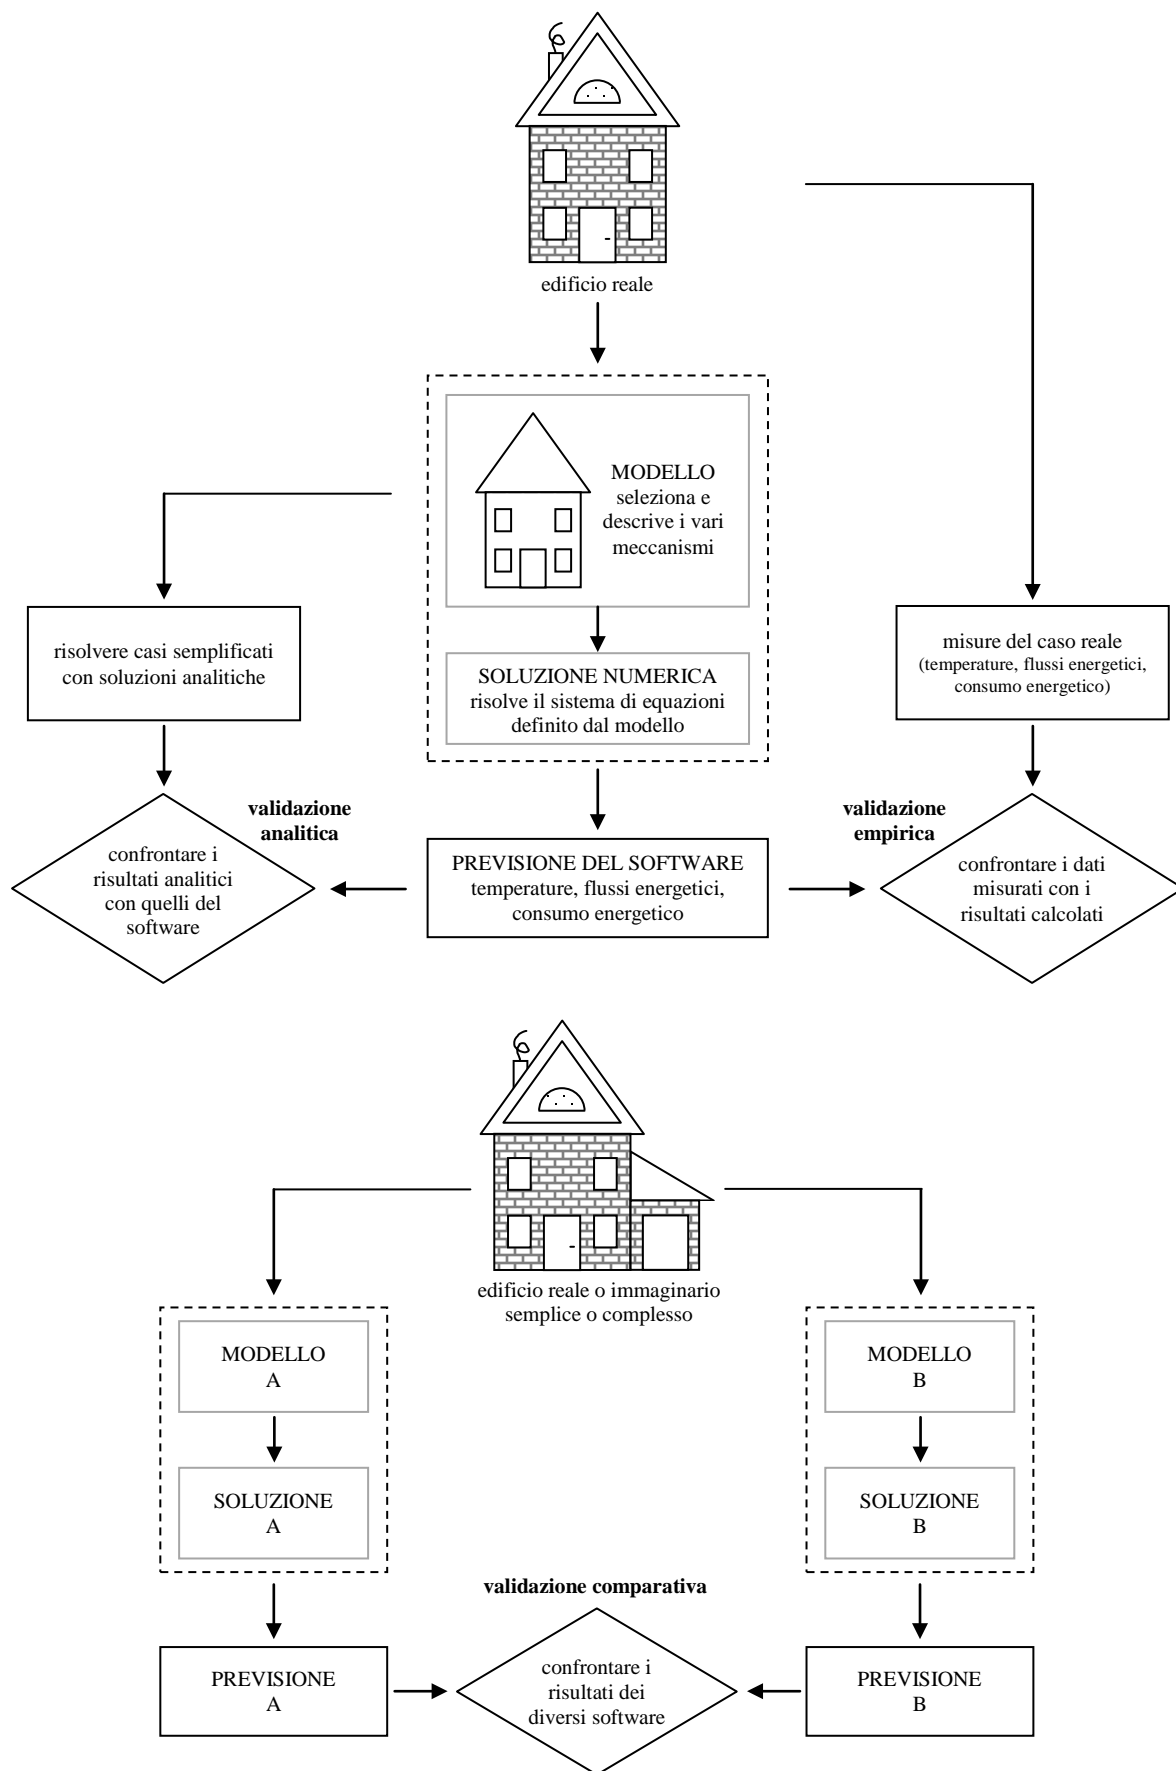 edificio reale
MODELLO
seleziona e
descrive i vari
meccanismi
risolvere casi semplificati
con soluzioni analitiche
SOLUZIONE NUMERICA
risolve il sistema di equazioni
definito dal modello
misure del caso reale
(temperature, flussi energetici,
consumo energetico)
validazione
analitica
validazione
empirica
confrontare i
risultati analitici
con quelli del
software
PREVISIONE DEL SOFTWARE
temperature, flussi energetici,
consumo energetico
confrontare i dati
misurati con i
risultati calcolati
edificio reale o immaginario
semplice o complesso
MODELLO
A
SOLUZIONE
A
MODELLO
B
SOLUZIONE
B
validazione comparativa
PREVISIONE
A
confrontare i
risultati dei
diversi software
PREVISIONE
B